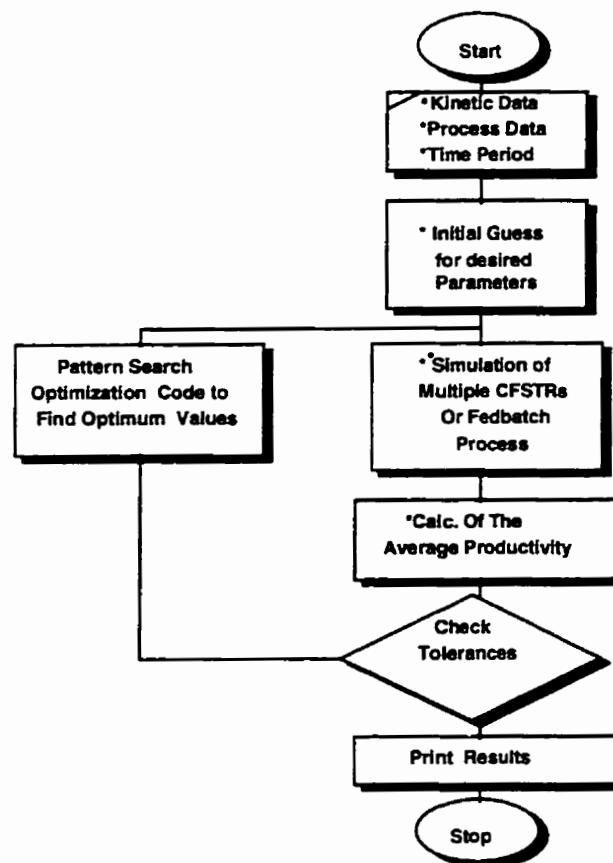 Start
*Kinetic Data
*Process Data
*Time Period
* Initial Guess
for desired
Parameters
Pattern Search
Optimization Code to
Find Optimum Values
**Simulation of
Multiple CFSTRs
Or Fedbatch
Process
*Calc. Of The
Average Productivity
Check
Tolerances
Print Results
Stop